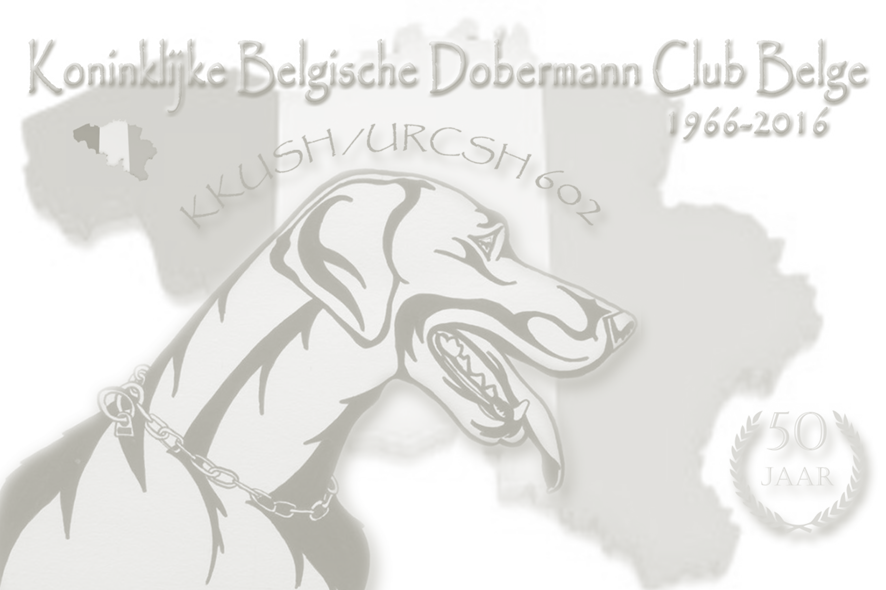 Koninklijke Belgische Dobermann Club Belge
1966-2016
KKUSH/URCSH 602
50
JAAR